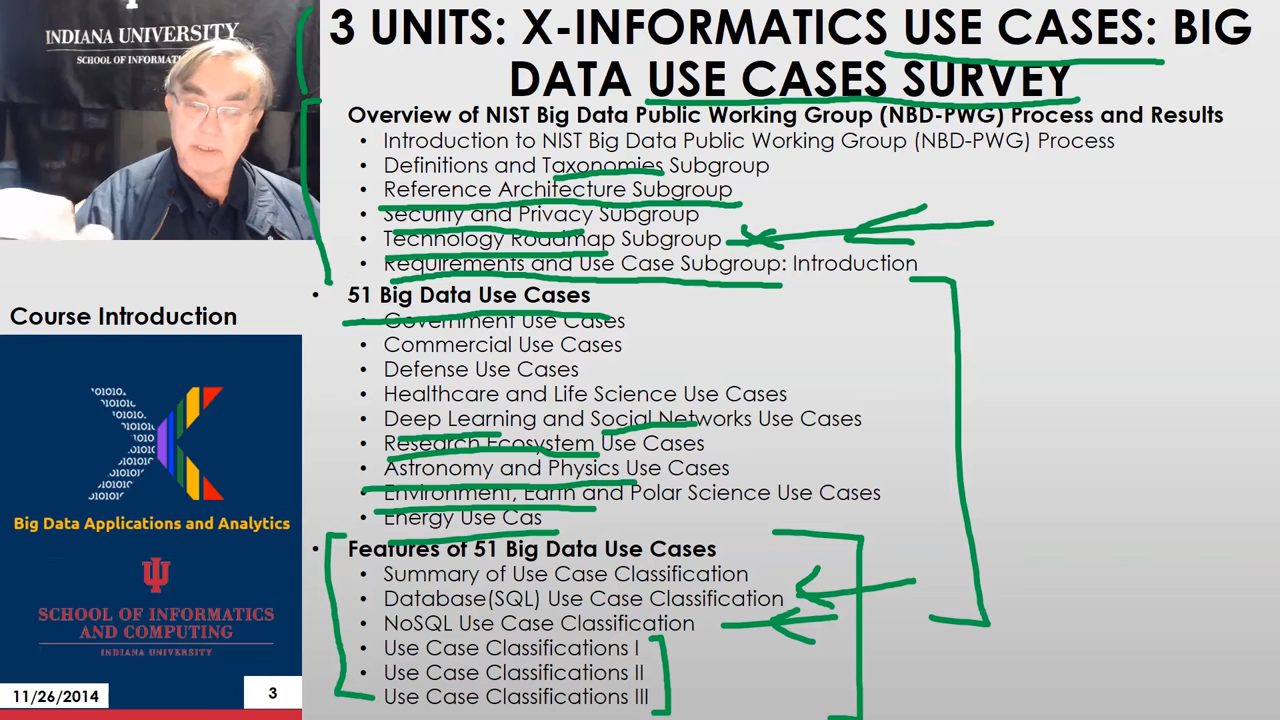 INDIANA UNIVERSITY
SCHOOL OF INFORMAT
3 UNITS: X-INFORMATICS USE CASES: BIG
DATA USE CASES SURVEY
Overview of NIST Big Data Public Working Group (NBD-PWG) Process and Results
• Introduction to NIST Big Data Public Working Group (NBD-PWG) Process
• Definitions and Taxonomies Subgroup
• Reference Architecture Subgroup
• Security and Privacy Subgroup
• Technology Roadmap Subgroup
• Requirements and Use Case Subgroup: Introduction
• 51 Big Data Use Cases
• Government Use Cases
• Commercial Use Cases
• Defense Use Cases
• Healthcare and Life Science Use Cases
• Deep Learning and Social Networks Use Cases
• Research Ecosystem Use Cases
• Astronomy and Physics Use Cases
• Environment, Earth and Polar Science Use Cases
• Energy Use Cas
• Features of 51 Big Data Use Cases
• Summary of Use Case Classification
• Database(SQL) Use Case Classification
• NoSQL Use Case Classification
• Use Case Classifications I
• Use Case Classifications II
• Use Case Classifications III
Course Introduction
Big Data Applications and Analytics
SCHOOL OF INFORMATICS
AND COMPUTING
INDIANA UNIVERSITY
11/26/2014
3